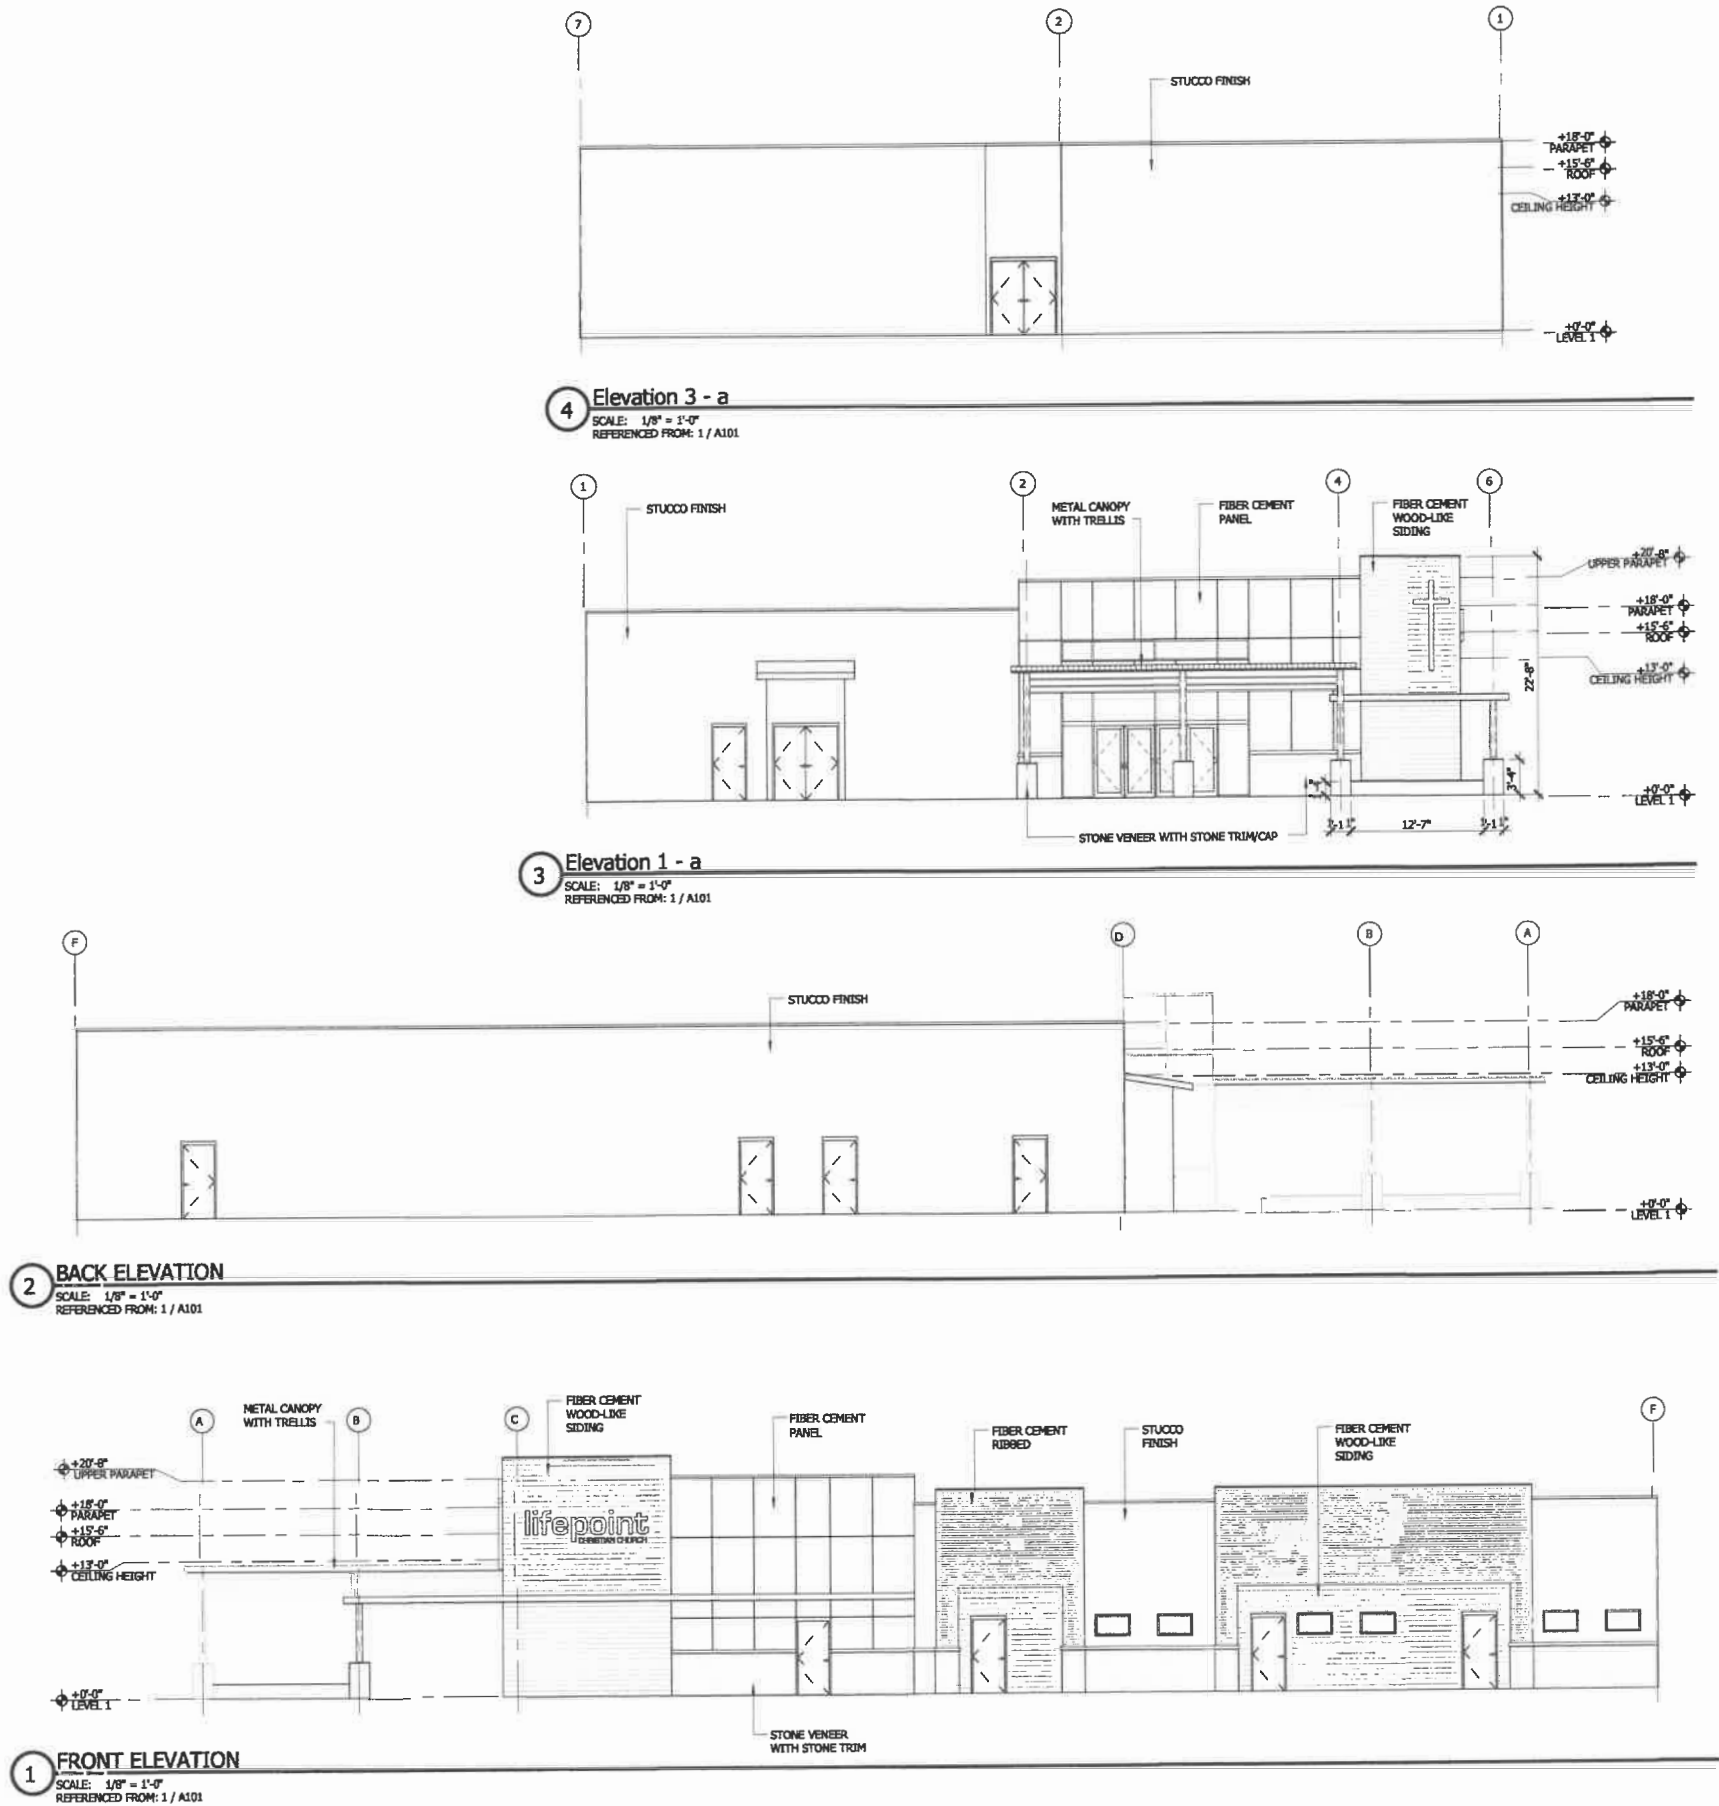 7
2
1
STUCCO FINISH
+18'-0"
PARAPET
+15'-6"
ROOF
+13'-0"
CEILING HEIGHT
+0'-0"
LEVEL 1
4
Elevation 3 - a
SCALE: 1/8" = 1'-0"
REFERENCED FROM: 1 / A101
1
2
4
6
STUCCO FINISH
METAL CANOPY
WITH TRELLIS
FIBER CEMENT
PANEL
FIBER CEMENT
WOOD-LIKE
SIDING
+20'-8"
UPPER PARAPET
+18'-0"
PARAPET
+15'-6"
ROOF
+13'-0"
CEILING HEIGHT
22'-8"
3'-4"
+0'-0"
LEVEL 1
12'-7"
STONE VENEER WITH STONE TRIM/CAP
3
Elevation 1 - a
SCALE: 1/8" = 1'-0"
REFERENCED FROM: 1 / A101
F
D
B
A
STUCCO FINISH
+18'-0"
PARAPET
+15'-6"
ROOF
+13'-0"
CEILING HEIGHT
+0'-0"
LEVEL 1
2
BACK ELEVATION
SCALE: 1/8" = 1'-0"
REFERENCED FROM: 1 / A101
A
METAL CANOPY
WITH TRELLIS
B
C
FIBER CEMENT
WOOD-LIKE
SIDING
FIBER CEMENT
PANEL
FIBER CEMENT
RIBBED
STUCCO
FINISH
FIBER CEMENT
WOOD-LIKE
SIDING
F
+20'-8"
UPPER PARAPET
+18'-0"
PARAPET
+15'-6"
ROOF
+13'-0"
CEILING HEIGHT
lifepoint
CHRISTIAN CHURCH
+0'-0"
LEVEL 1
STONE VENEER
WITH STONE TRIM
1
FRONT ELEVATION
SCALE: 1/8" = 1'-0"
REFERENCED FROM: 1 / A101